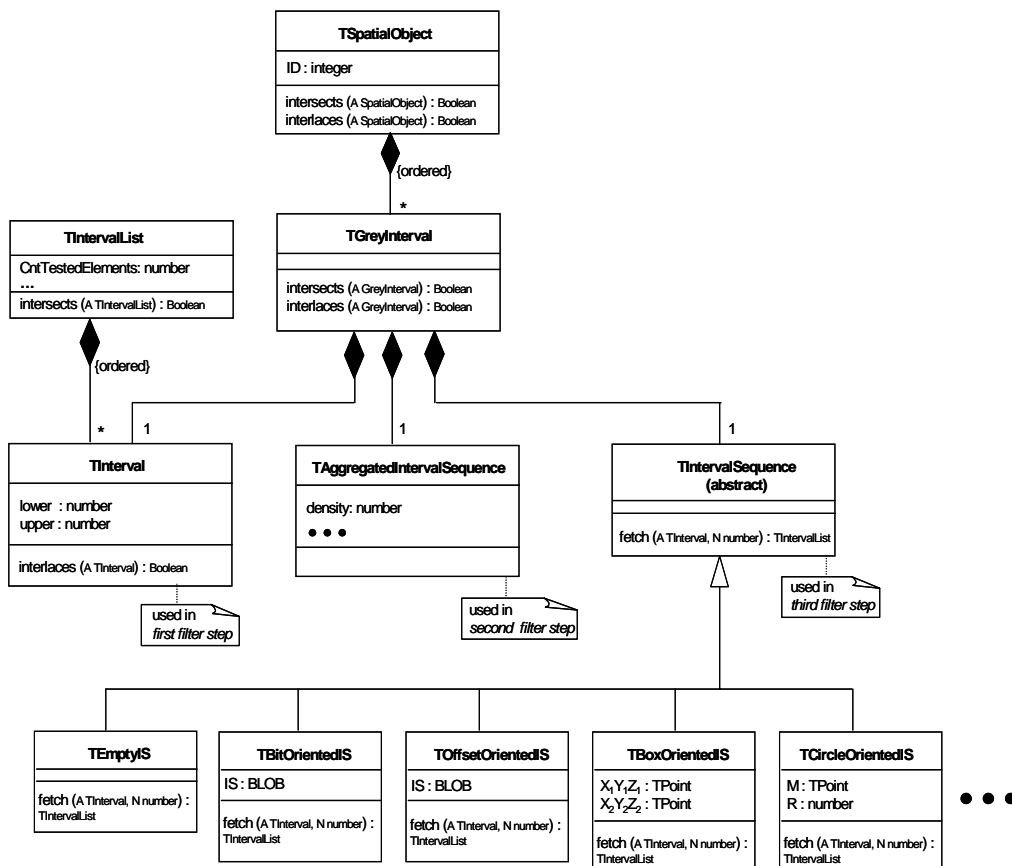 TSpatialObject
ID : integer
intersects (A SpatialObject) : Boolean
interlaces (A SpatialObject) : Boolean
{ordered}
*
TIntervalList
CntTestedElements: number
...
intersects (A TIntervalList) : Boolean
{ordered}
*
TGreyInterval
intersects (A GreyInterval) : Boolean
interlaces (A GreyInterval) : Boolean
1
1
1
TInterval
lower : number
upper : number
interlaces (A TInterval) : Boolean
used in
first filter step
TAggregatedIntervalSequence
density: number
● ● ●
used in
second filter step
TIntervalSequence
(abstract)
fetch (A TInterval, N number) : TIntervalList
used in
third filter step
TEmptyIS
fetch (A TInterval, N number) :
TIntervalList
TBitOrientedIS
IS : BLOB
fetch (A TInterval, N number) :
TIntervalList
TOffsetOrientedIS
IS : BLOB
fetch (A TInterval, N number) :
TIntervalList
TBoxOrientedIS
X₁Y₁Z₁ : TPoint
X₂Y₂Z₂ : TPoint
fetch (A TInterval, N number) :
TIntervalList
TCircleOrientedIS
M : TPoint
R : number
fetch (A TInterval, N number) :
TIntervalList
● ● ●